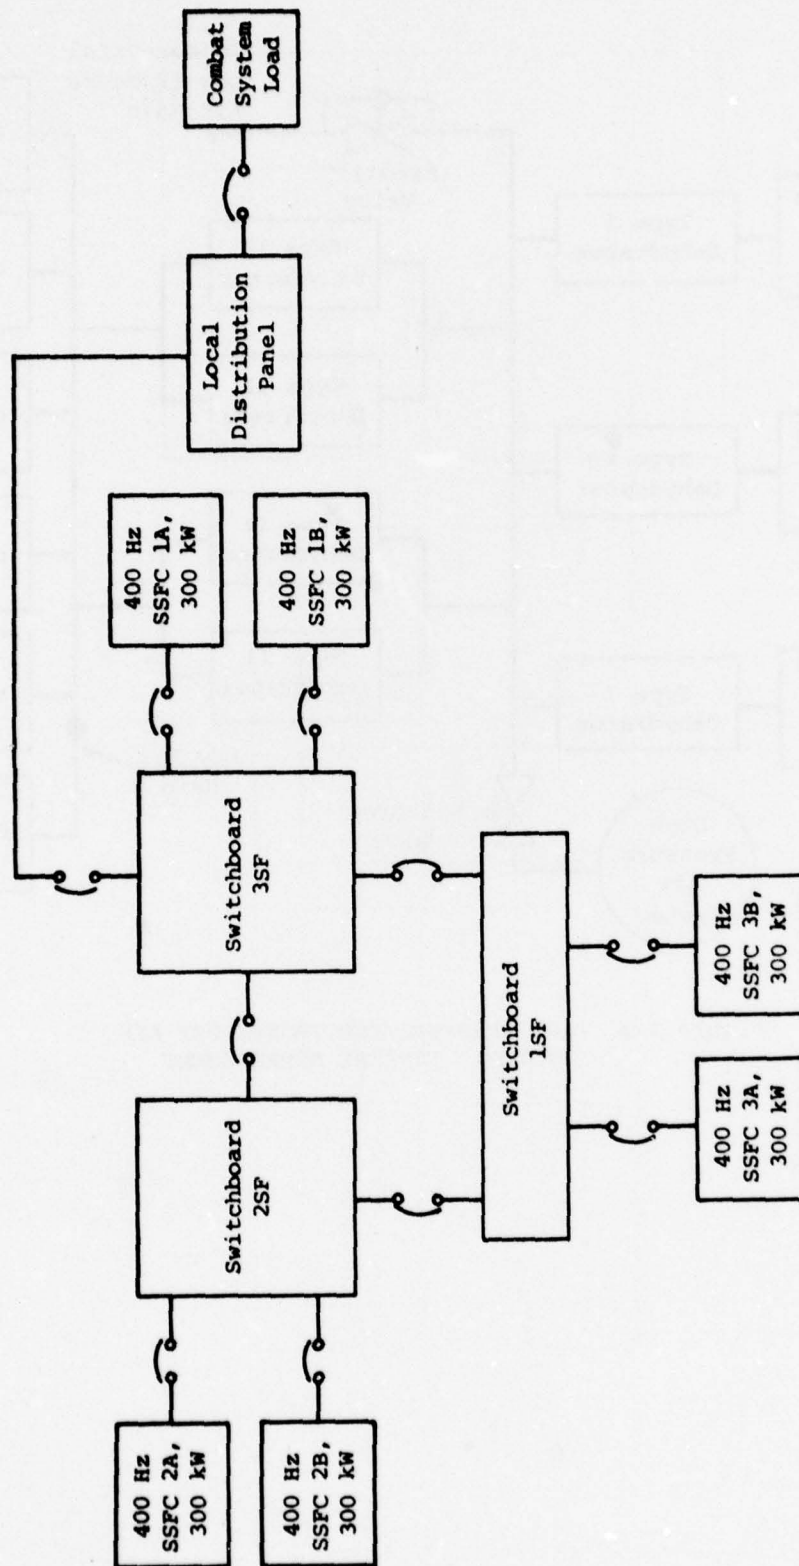 Combat
System
Load
Local
Distribution
Panel
400 Hz
SSFC 1A,
300 kW
400 Hz
SSFC 1B,
300 kW
Switchboard
3SF
Switchboard
2SF
Switchboard
1SF
400 Hz
SSFC 2A,
300 kW
400 Hz
SSFC 2B,
300 kW
400 Hz
SSFC 3A,
300 kW
400 Hz
SSFC 3B,
300 kW